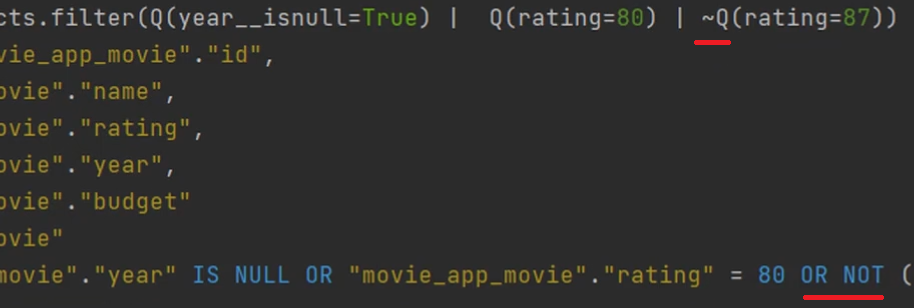 cts.filter(Q(year__isnull=True) |  Q(rating=80) | ~Q(rating=87))
vie_app_movie"."id",
ovie"."name",
ovie"."rating",
ovie"."year",
ovie"."budget"
ovie"
movie"."year" IS NULL OR "movie_app_movie"."rating" = 80 OR NOT (